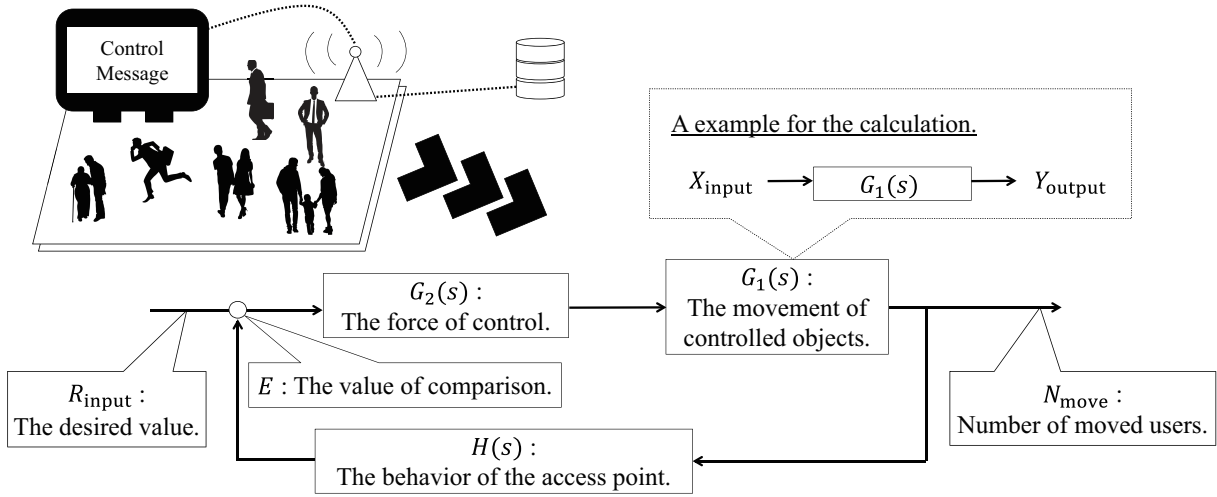 Control
Message
A example for the calculation.
X_input
G_1(s)
Y_output
G_2(s) :
The force of control.
G_1(s) :
The movement of
controlled objects.
R_input :
The desired value.
E : The value of comparison.
N_move :
Number of moved users.
H(s) :
The behavior of the access point.